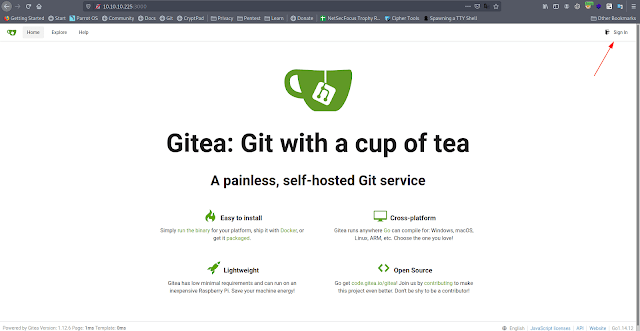 10.10.10.225:3000
Getting Started Start Parrot OS Community Docs Git CryptPad Privacy Pentest Learn Donate NetSec Focus Trophy R... Cipher Tools Spawning a TTY Shell Other Bookmarks
Home Explore Help Sign In
Gitea: Git with a cup of tea
A painless, self-hosted Git service
Easy to install
Simply run the binary for your platform, ship it with Docker, or
get it packaged.
Cross-platform
Gitea runs anywhere Go can compile for: Windows, macOS,
Linux, ARM, etc. Choose the one you love!
Lightweight
Gitea has low minimal requirements and can run on an
inexpensive Raspberry Pi. Save your machine energy!
Open Source
Go get code.gitea.io/gitea! Join us by contributing to make
this project even better. Don't be shy to be a contributor!
Powered by Gitea Version: 1.12.6 Page: 1ms Template: 0ms English JavaScript licenses API Website Go1.14.12